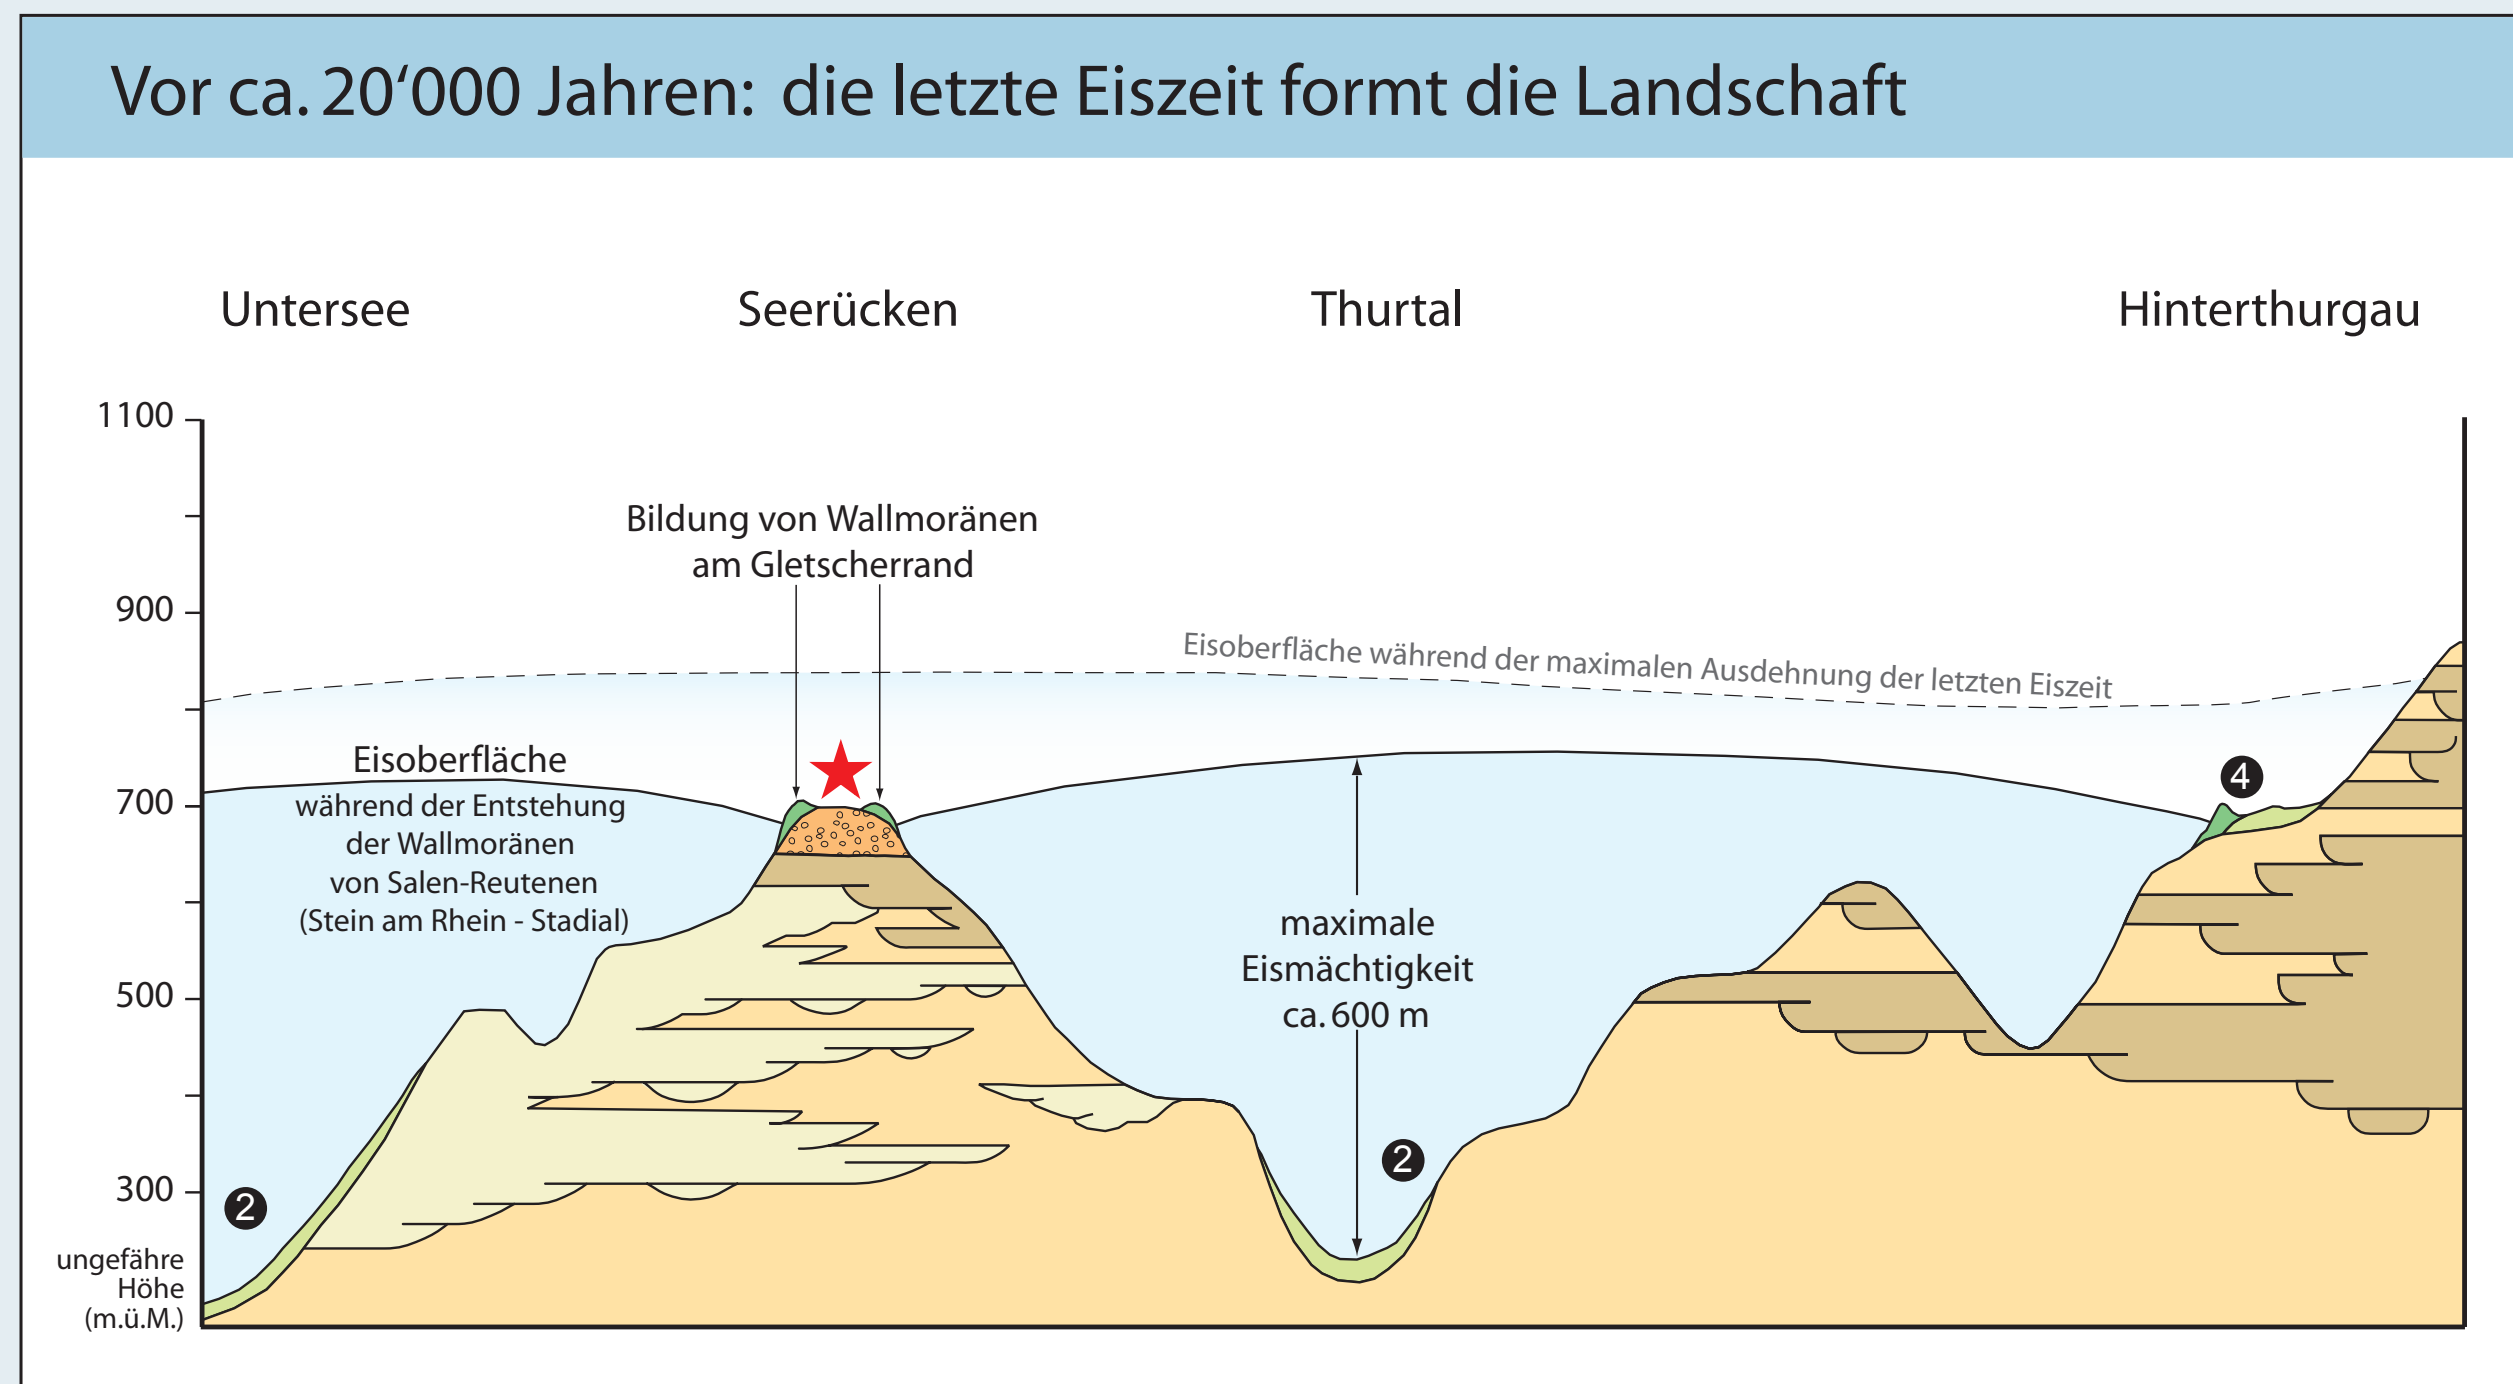 Vor ca. 20‘000 Jahren: die letzte Eiszeit formt die Landschaft
Untersee
Seerücken
Thurtal
Hinterthurgau
1100
Bildung von Wallmoränen
am Gletscherrand
900
Eisoberfläche während der maximalen Ausdehnung der letzten Eiszeit
Eisoberfläche
während der Entstehung
der Wallmoränen
von Salen-Reutenen
(Stein am Rhein - Stadial)
700
4
maximale
Eismächtigkeit
ca. 600 m
500
2
300
2
ungefähre
Höhe
(m.ü.M.)